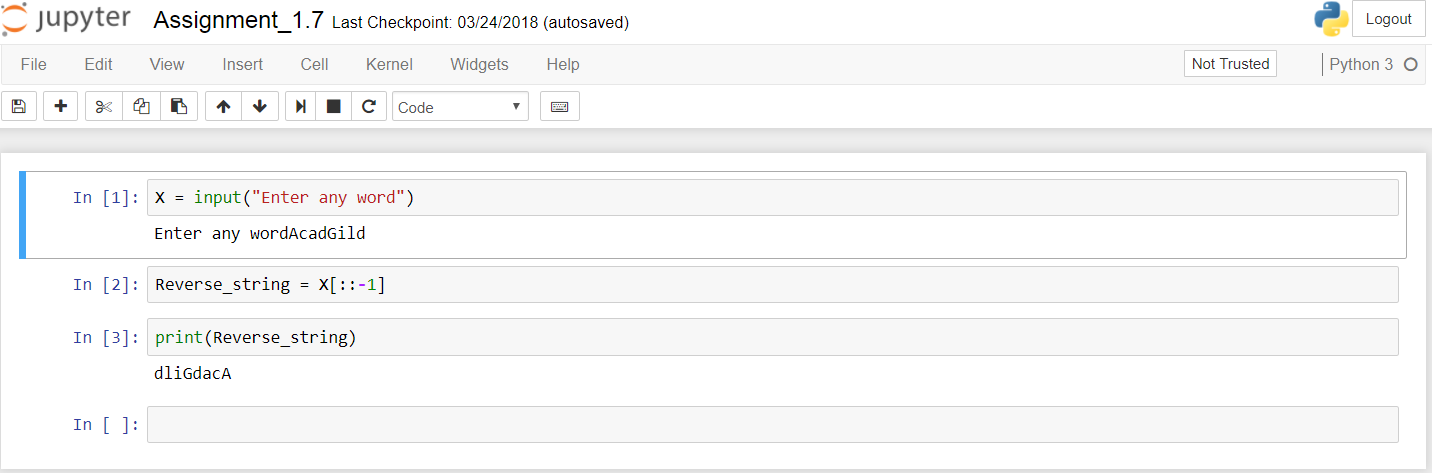 jupyter Assignment_1.7 Last Checkpoint: 03/24/2018 (autosaved) Logout
File Edit View Insert Cell Kernel Widgets Help Not Trusted Python 3
Code
In [1]: X = input("Enter any word")
Enter any wordAcadGild
In [2]: Reverse_string = X[::-1]
In [3]: print(Reverse_string)
dliGdacA
In [ ]: